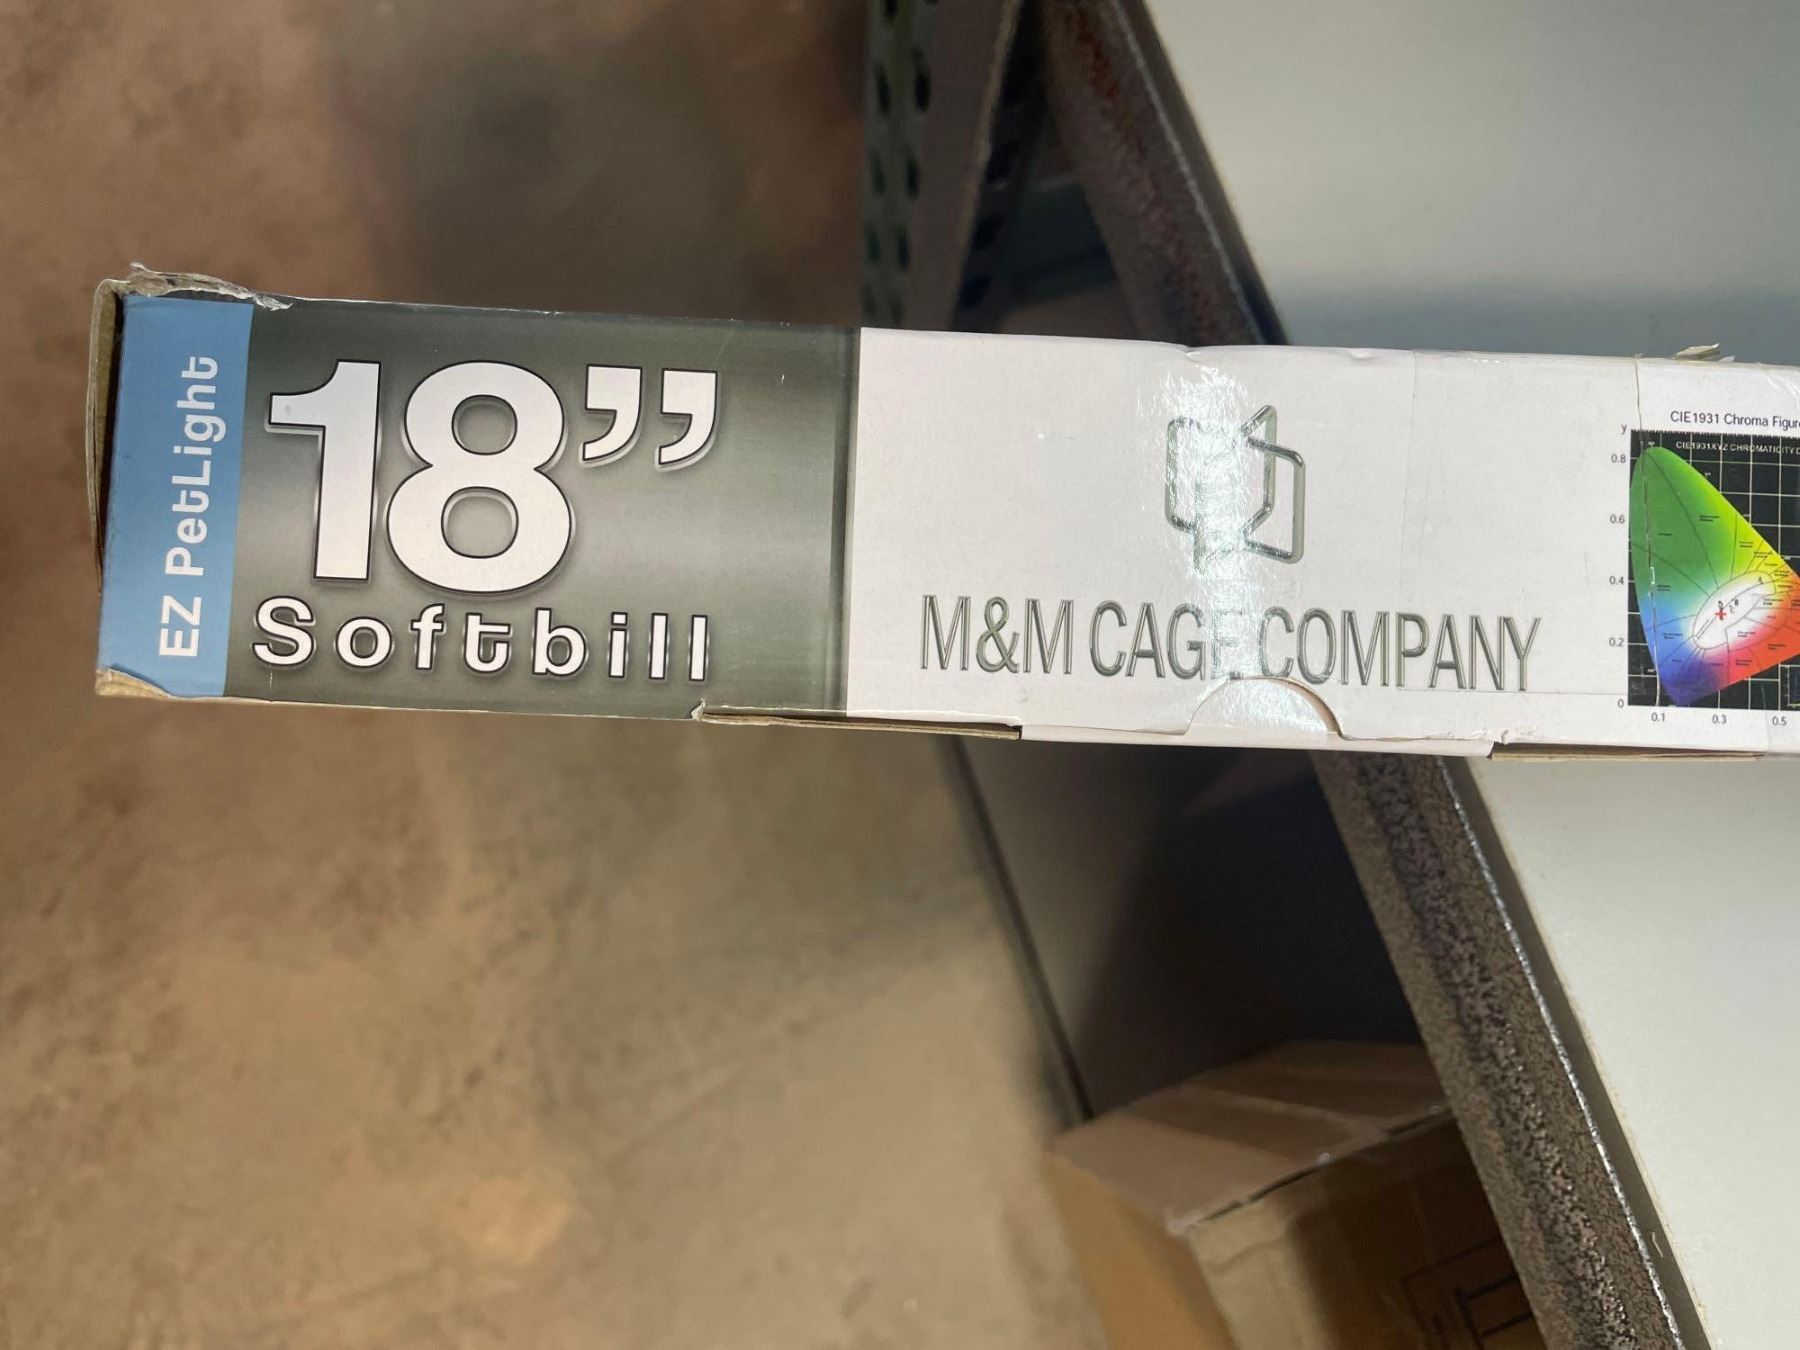 EZ PetLight
18”
Softbill
M&M CAGE COMPANY
CIE1931 Chroma Figure
CIE1931XYZ CHROMATICITY D
y
0.8
0.6
0.4
0.2
0
0.1 0.3 0.5